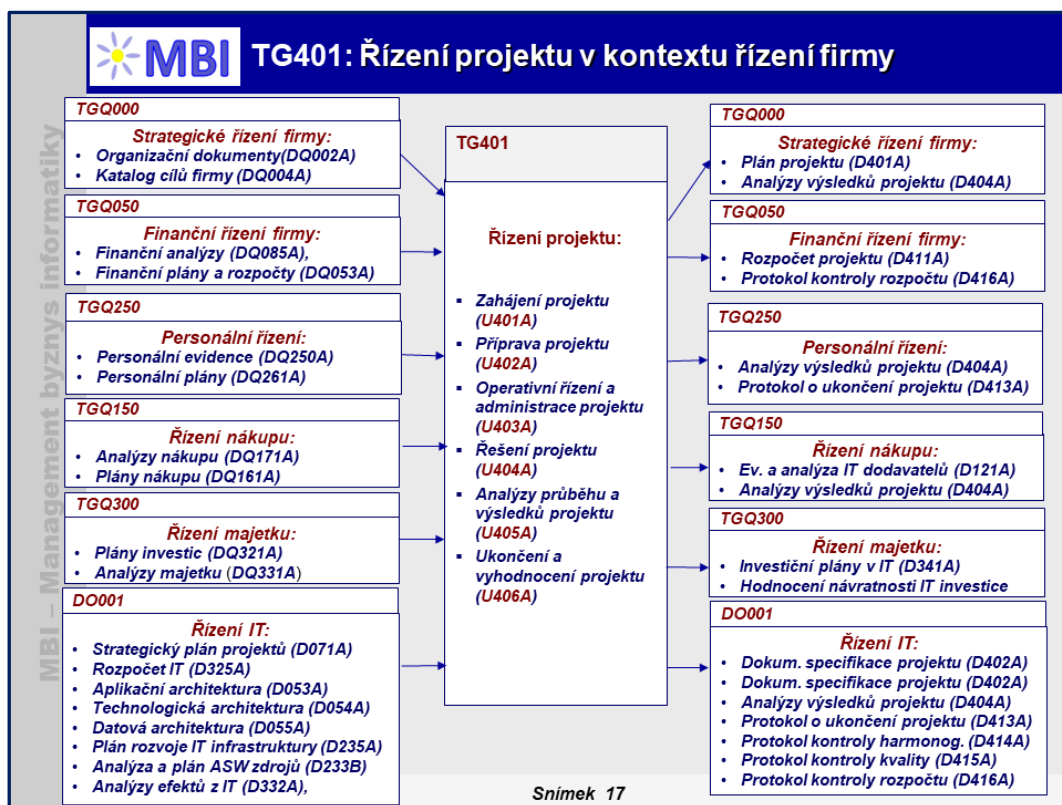 MBI
TG401: Řízení projektu v kontextu řízení firmy
MBI – Management byznys informatiky
TGQ000
Strategické řízení firmy:
• Organizační dokumenty(DQ002A)
• Katalog cílů firmy (DQ004A)
TGQ050
Finanční řízení firmy:
• Finanční analýzy (DQ085A),
• Finanční plány a rozpočty (DQ053A)
TGQ250
Personální řízení:
• Personální evidence (DQ250A)
• Personální plány (DQ261A)
TGQ150
Řízení nákupu:
• Analýzy nákupu (DQ171A)
• Plány nákupu (DQ161A)
TGQ300
Řízení majetku:
• Plány investic (DQ321A)
• Analýzy majetku (DQ331A)
DO001
Řízení IT:
• Strategický plán projektů (D071A)
• Rozpočet IT (D325A)
• Aplikační architektura (D053A)
• Technologická architektura (D054A)
• Datová architektura (D055A)
• Plán rozvoje IT infrastruktury (D235A)
• Analýza a plán ASW zdrojů (D233B)
• Analýzy efektů z IT (D332A),
TG401
Řízení projektu:
▪ Zahájení projektu
(U401A)
▪ Příprava projektu
(U402A)
▪ Operativní řízení a
administrace projektu
(U403A)
▪ Řešení projektu
(U404A)
▪ Analýzy průběhu a
výsledků projektu
(U405A)
▪ Ukončení a
vyhodnocení projektu
(U406A)
TGQ000
Strategické řízení firmy:
• Plán projektu (D401A)
• Analýzy výsledků projektu (D404A)
TGQ050
Finanční řízení firmy:
• Rozpočet projektu (D411A)
• Protokol kontroly rozpočtu (D416A)
TGQ250
Personální řízení:
• Analýzy výsledků projektu (D404A)
• Protokol o ukončení projektu (D413A)
TGQ150
Řízení nákupu:
• Ev. a analýza IT dodavatelů (D121A)
• Analýzy výsledků projektu (D404A)
TGQ300
Řízení majetku:
• Investiční plány v IT (D341A)
• Hodnocení návratnosti IT investice
DO001
Řízení IT:
• Dokum. specifikace projektu (D402A)
• Dokum. specifikace projektu (D402A)
• Analýzy výsledků projektu (D404A)
• Protokol o ukončení projektu (D413A)
• Protokol kontroly harmonog. (D414A)
• Protokol kontroly kvality (D415A)
• Protokol kontroly rozpočtu (D416A)
Snímek 17